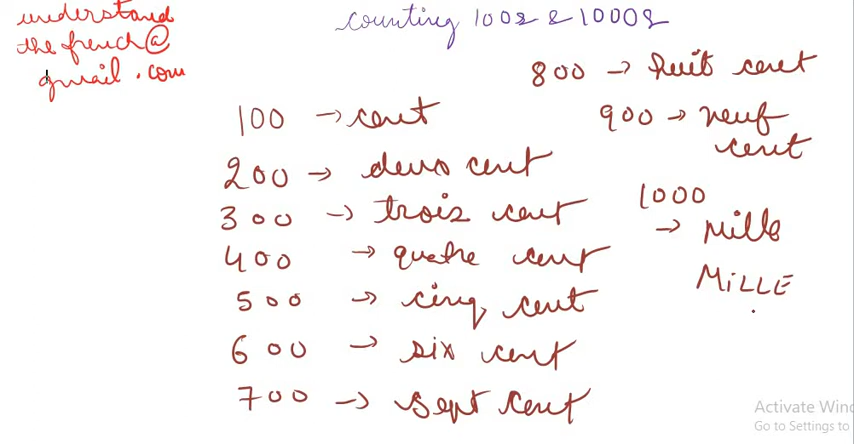 understand
the french@
gmail.com
counting 100s & 1000s
100 → cent
200 → deux cent
300 → trois cent
400 → quatre cent
500 → cinq cent
600 → six cent
700 → sept cent
800 → huit cent
900 → neuf
cent
1000
→ Mille
MiLLE
Activate Wind
Go to Settings to